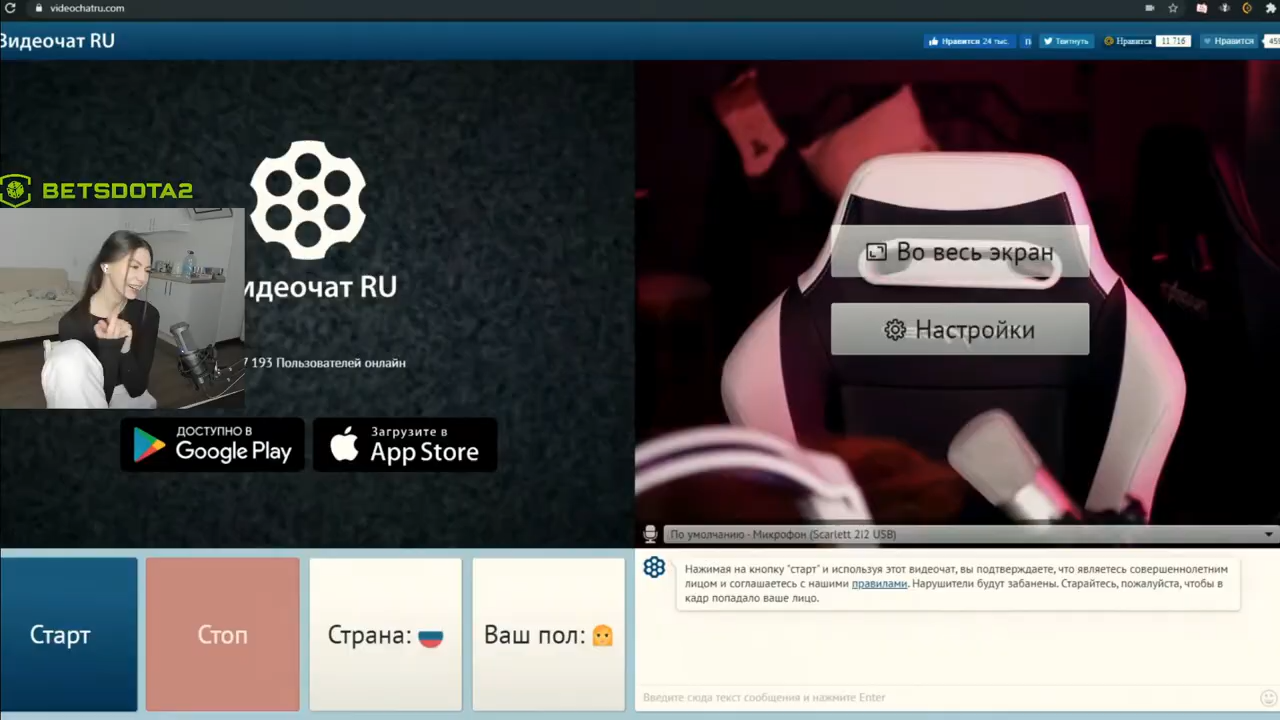 videochatru.com
Видеочат RU
Нравится 24 тыс.
Твитнуть
Нравится
11 716
Нравится
BETSDOTA2
идеочат RU
7 193 Пользователей онлайн
ДОСТУПНО В
Google Play
Загрузите в
App Store
Во весь экран
Настройки
По умолчанию - Микрофон (Scarlett 2i2 USB)
Нажимая на кнопку "старт" и используя этот видеочат, вы подтверждаете, что являетесь совершеннолетним
лицом и соглашаетесь с нашими правилами. Нарушители будут забанены. Старайтесь, пожалуйста, чтобы в
кадр попадало ваше лицо.
Старт
Стоп
Страна:
Ваш пол:
Введите сюда текст сообщения и нажмите Enter